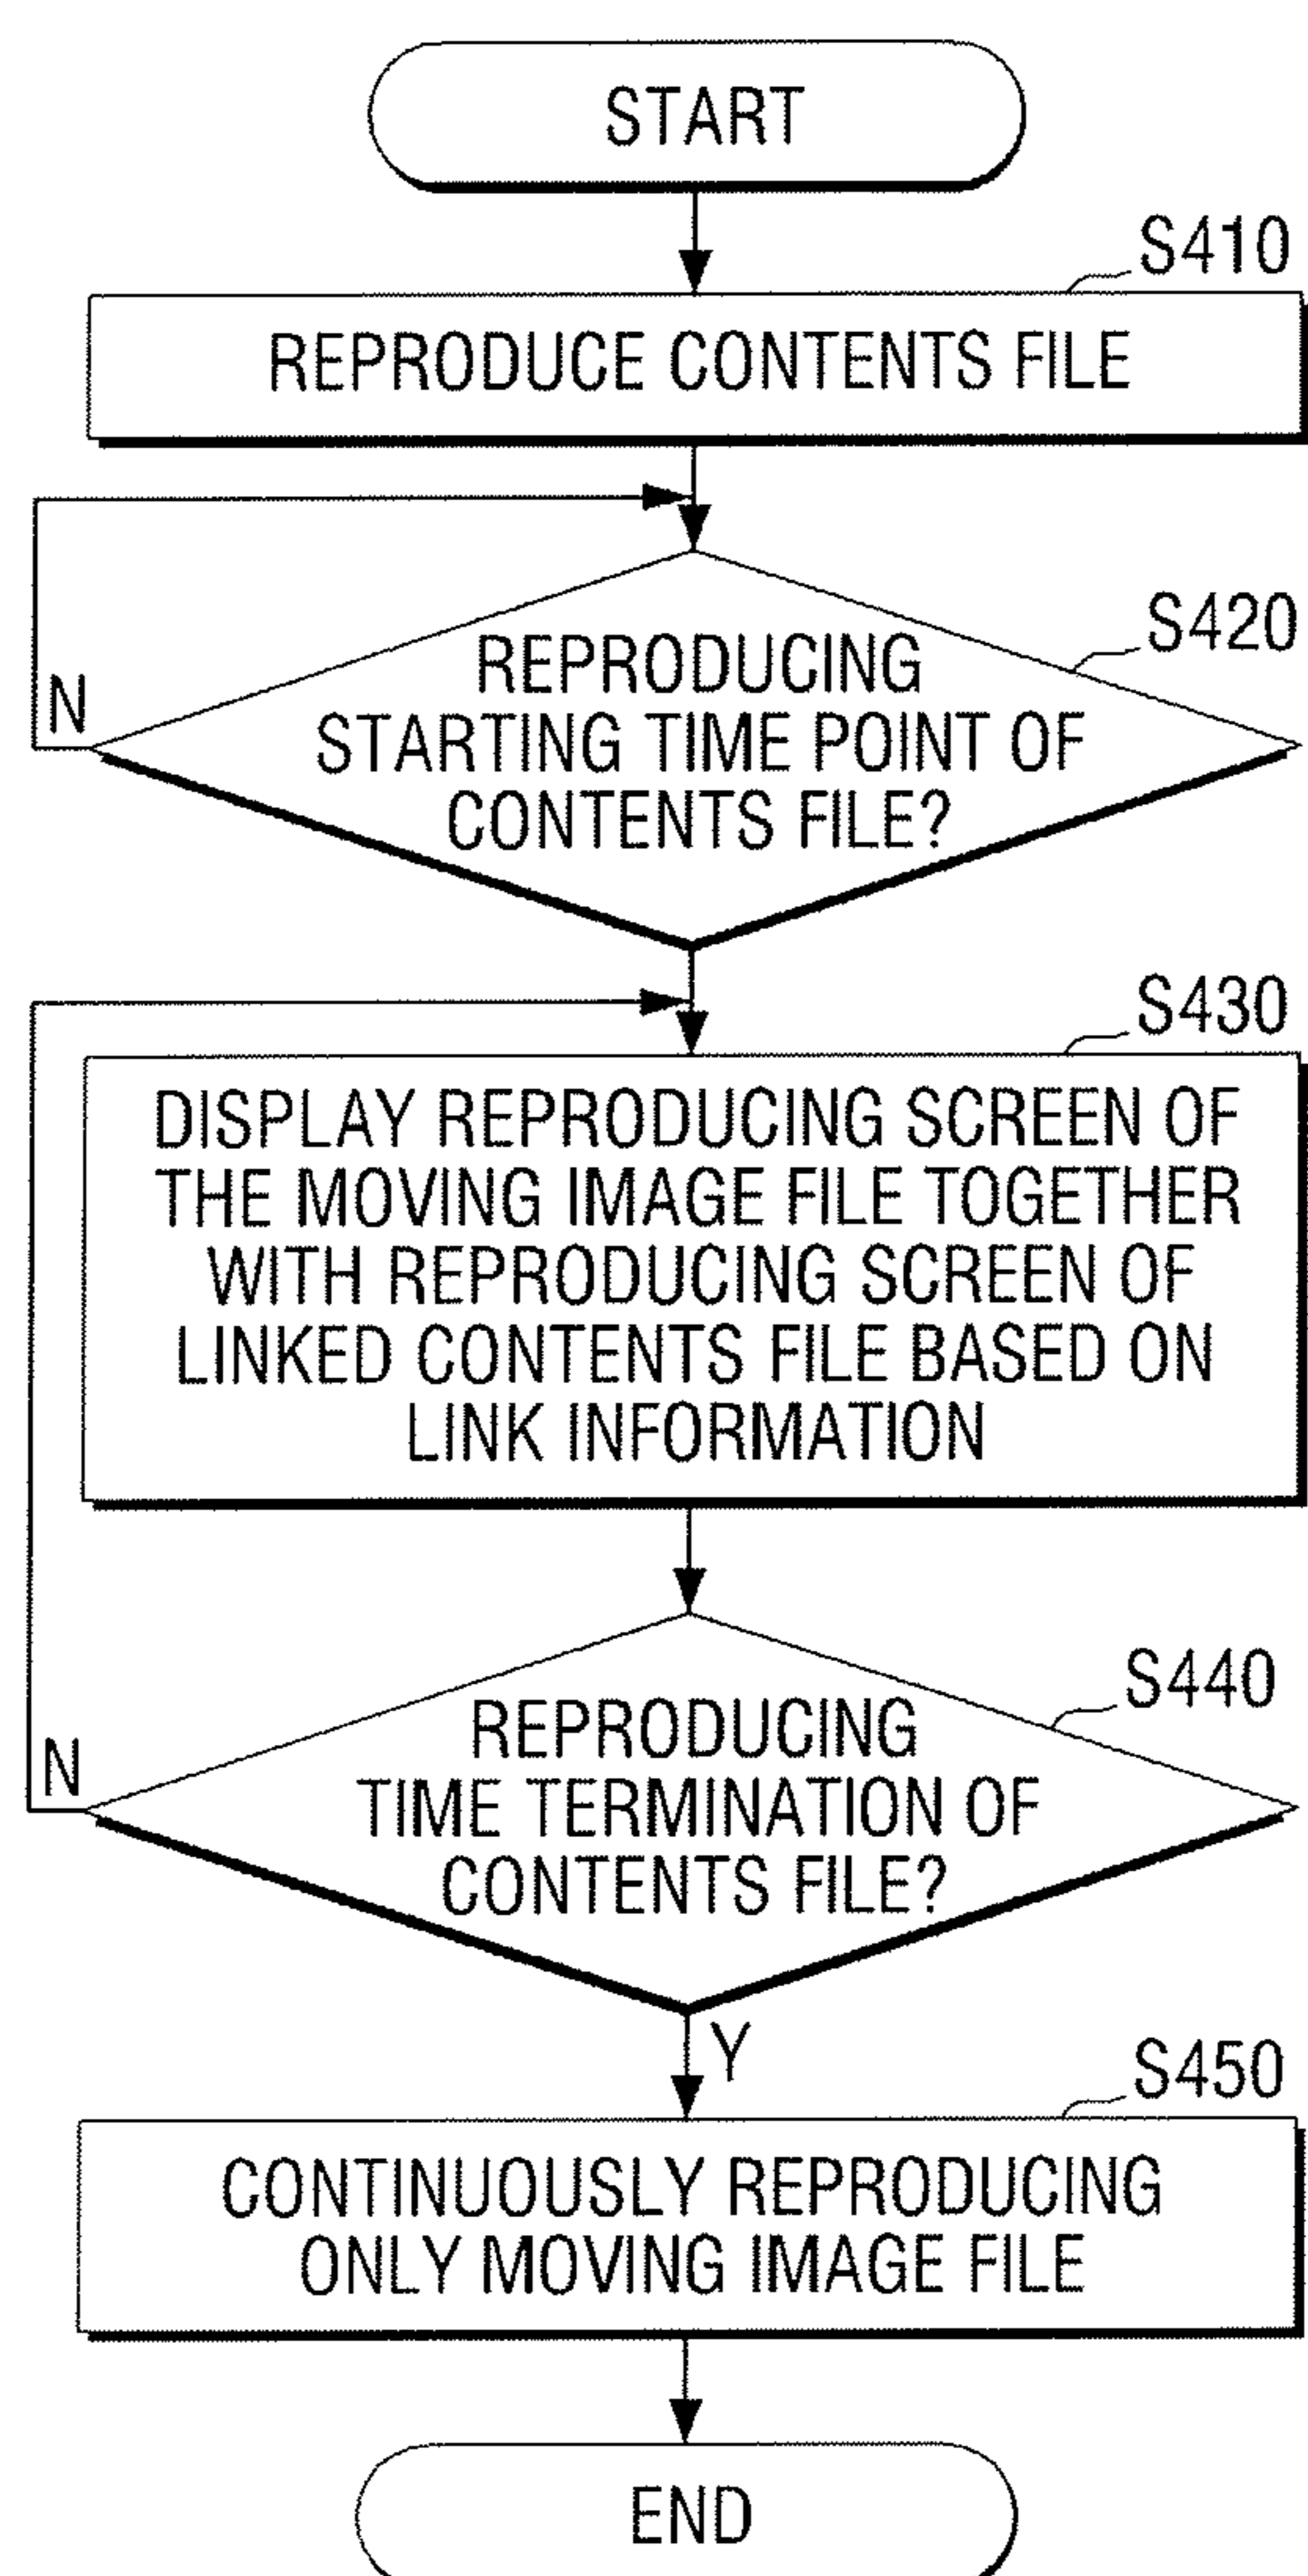 START
S410
REPRODUCE CONTENTS FILE
S420
REPRODUCING
STARTING TIME POINT OF
CONTENTS FILE?
N
S430
DISPLAY REPRODUCING SCREEN OF
THE MOVING IMAGE FILE TOGETHER
WITH REPRODUCING SCREEN OF
LINKED CONTENTS FILE BASED ON
LINK INFORMATION
S440
REPRODUCING
TIME TERMINATION OF
CONTENTS FILE?
N
Y
S450
CONTINUOUSLY REPRODUCING
ONLY MOVING IMAGE FILE
END